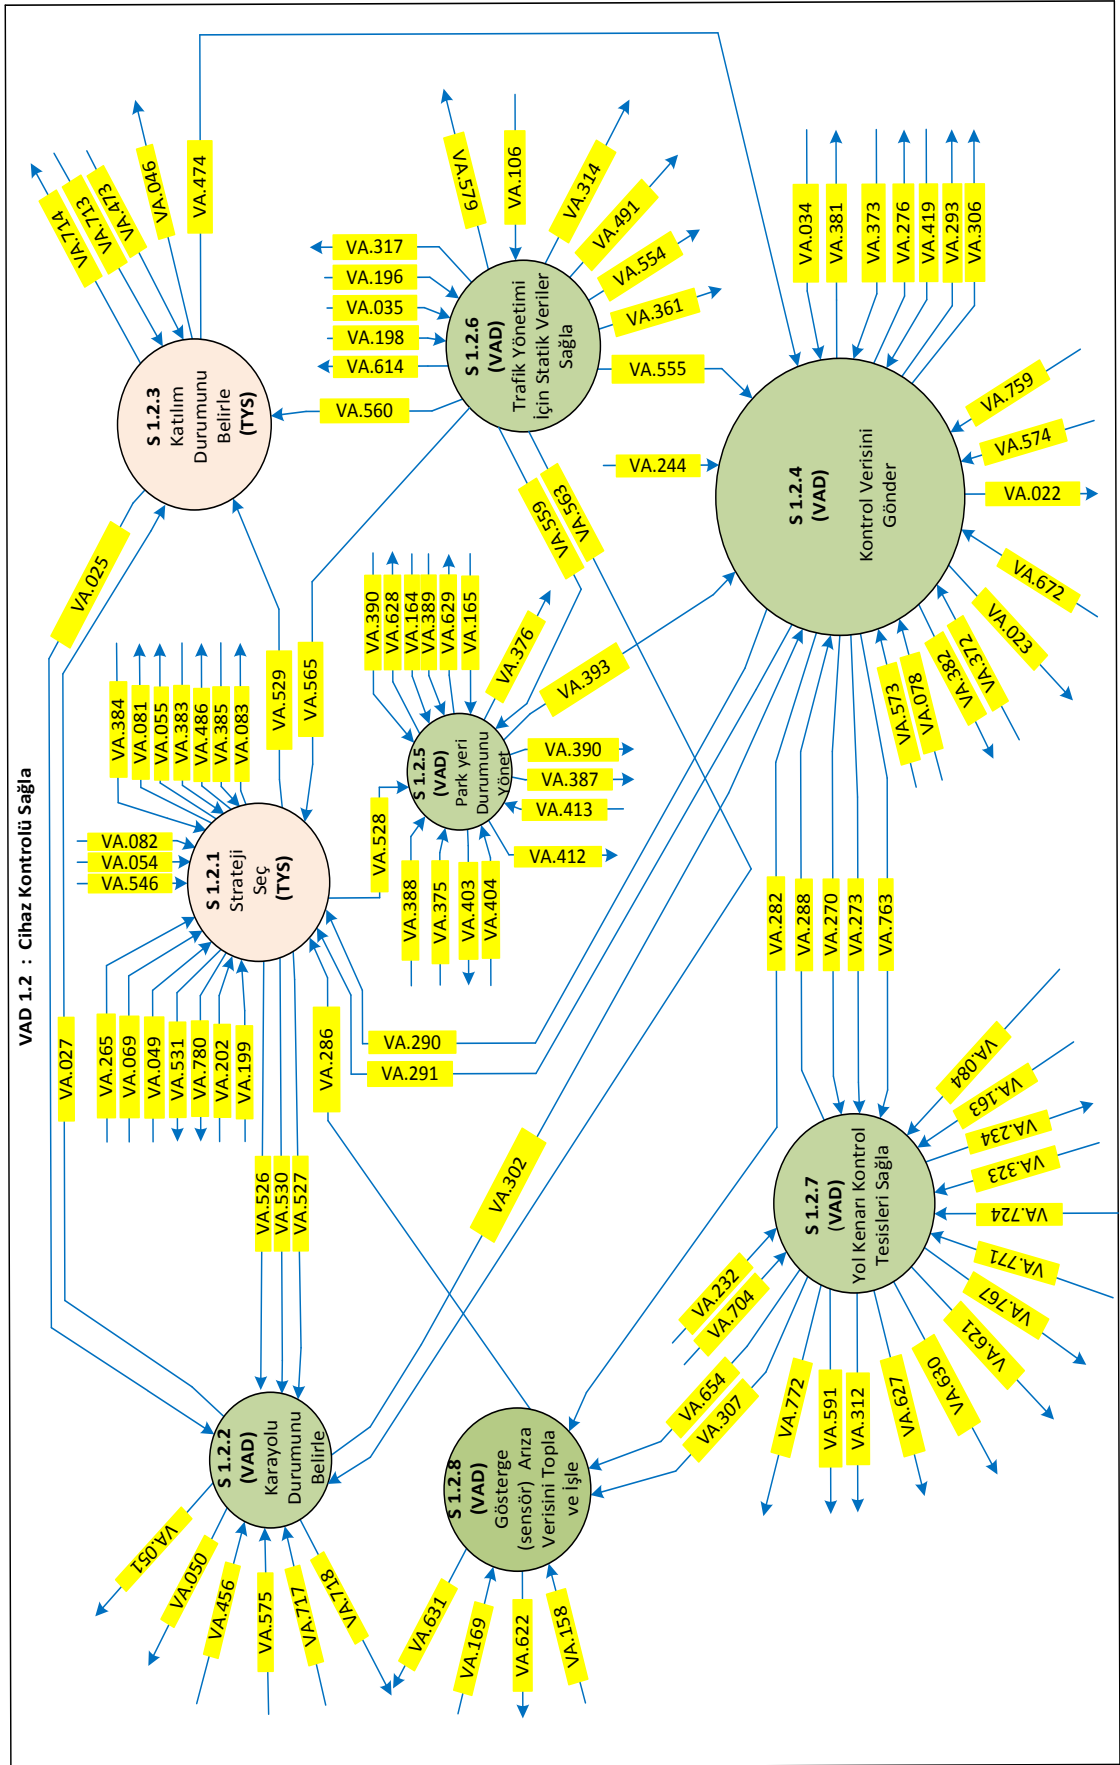 VAD 1.2 : Cihaz Kontrolü Sağla
VA.051
VA.050
VA.456
VA.575
VA.717
VA.718
S 1.2.2
(VAD)
Karayolu
Durumunu
Belirle
VA.027
VA.025
VA.265
VA.069
VA.049
VA.531
VA.780
VA.202
VA.199
VA.546
VA.054
VA.082
VA.384
VA.081
VA.055
VA.383
VA.486
VA.385
VA.083
S 1.2.1
Strateji
Seç
(TYS)
VA.526
VA.530
VA.527
VA.529
VA.565
VA.528
VA.286
VA.290
VA.291
VA.302
VA.714
VA.713
VA.473
VA.046
VA.474
S 1.2.3
Katılım
Durumunu
Belirle
(TYS)
VA.560
VA.614
VA.198
VA.035
VA.196
VA.317
VA.579
VA.106
VA.314
VA.491
VA.554
VA.361
VA.555
S 1.2.6
(VAD)
Trafik Yönetimi
İçin Statik Veriler
Sağla
VA.559
VA.563
VA.390
VA.628
VA.164
VA.389
VA.629
VA.165
VA.376
VA.393
S 1.2.5
(VAD)
Park yeri
Durumunu
Yönet
VA.388
VA.375
VA.403
VA.404
VA.412
VA.413
VA.387
VA.390
VA.631
VA.169
VA.622
VA.158
S 1.2.8
(VAD)
Gösterge
(sensör) Arıza
Verisini Topla
ve İşle
VA.654
VA.307
VA.232
VA.704
VA.772
VA.591
VA.312
VA.627
VA.630
VA.621
VA.767
VA.771
VA.724
VA.323
VA.234
VA.163
VA.084
S 1.2.7
(VAD)
Yol Kenarı Kontrol
Tesisleri Sağla
VA.282
VA.288
VA.270
VA.273
VA.763
VA.244
VA.034
VA.381
VA.373
VA.276
VA.419
VA.293
VA.306
S 1.2.4
(VAD)
Kontrol Verisini
Gönder
VA.573
VA.078
VA.382
VA.372
VA.023
VA.672
VA.022
VA.574
VA.759